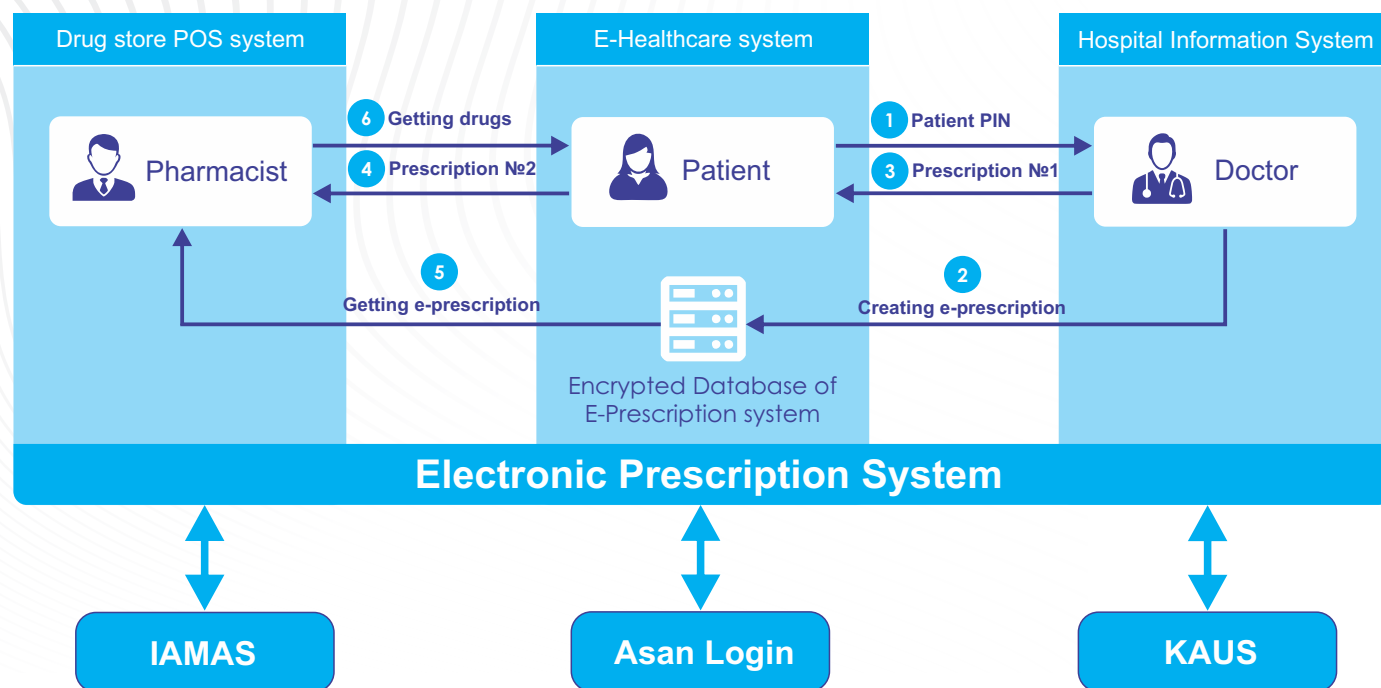 Drug store POS system
E-Healthcare system
Hospital Information System
6 Getting drugs
1 Patient PIN
Pharmacist
Patient
Doctor
4 Prescription №2
3 Prescription №1
5
Getting e-prescription
2
Creating e-prescription
Encrypted Database of
E-Prescription system
Electronic Prescription System
IAMAS
Asan Login
KAUS